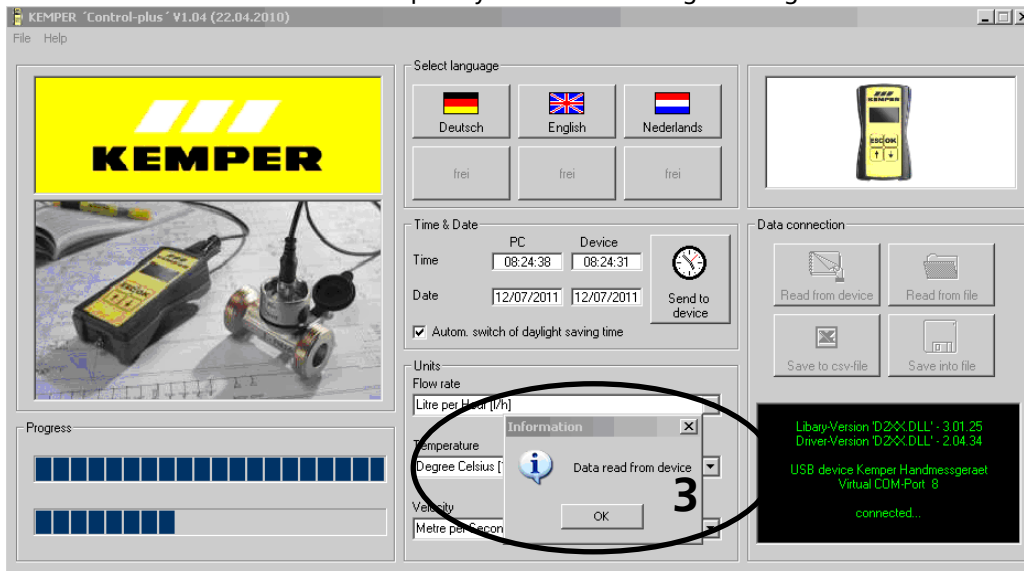 KEMPER ´Control-plus´ V1.04 (22.04.2010)
File Help
KEMPER
Select language
Deutsch
English
Nederlands
frei
frei
frei
KEMPER
ESC OK
Time & Date
PC Device
Time 08:24:38 08:24:31
Date 12/07/2011 12/07/2011
Send to
device
Autom. switch of daylight saving time
Data connection
Read from device
Read from file
Save to csv-file
Save into file
Units
Flow rate
Litre per Hour [l/h]
Temperature
Degree Celsius [
Velocity
Metre per Secon
Information
Data read from device
OK
3
Progress
Libary-Version 'D2XX.DLL' - 3.01.25
Driver-Version 'D2XX.DLL' - 2.04.34
USB device Kemper Handmessgeraet
Virtual COM-Port 8
connected...